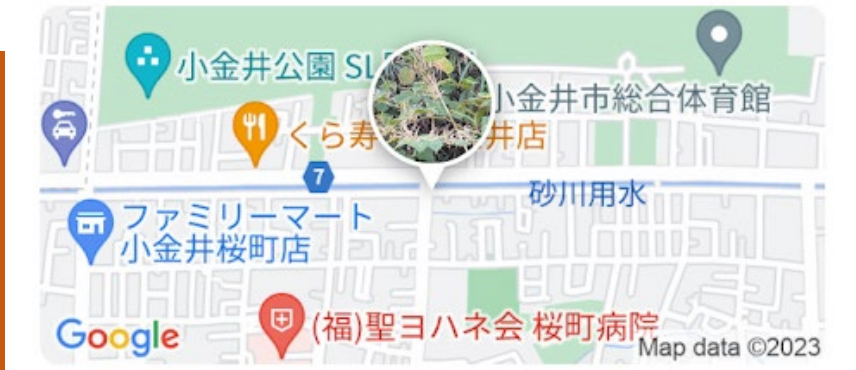 小金井公園 SL
小金井市総合体育館
くら寿
井店
7
砂川用水
ファミリーマート
小金井桜町店
(福)聖ヨハネ会 桜町病院
Google
Map data ©2023